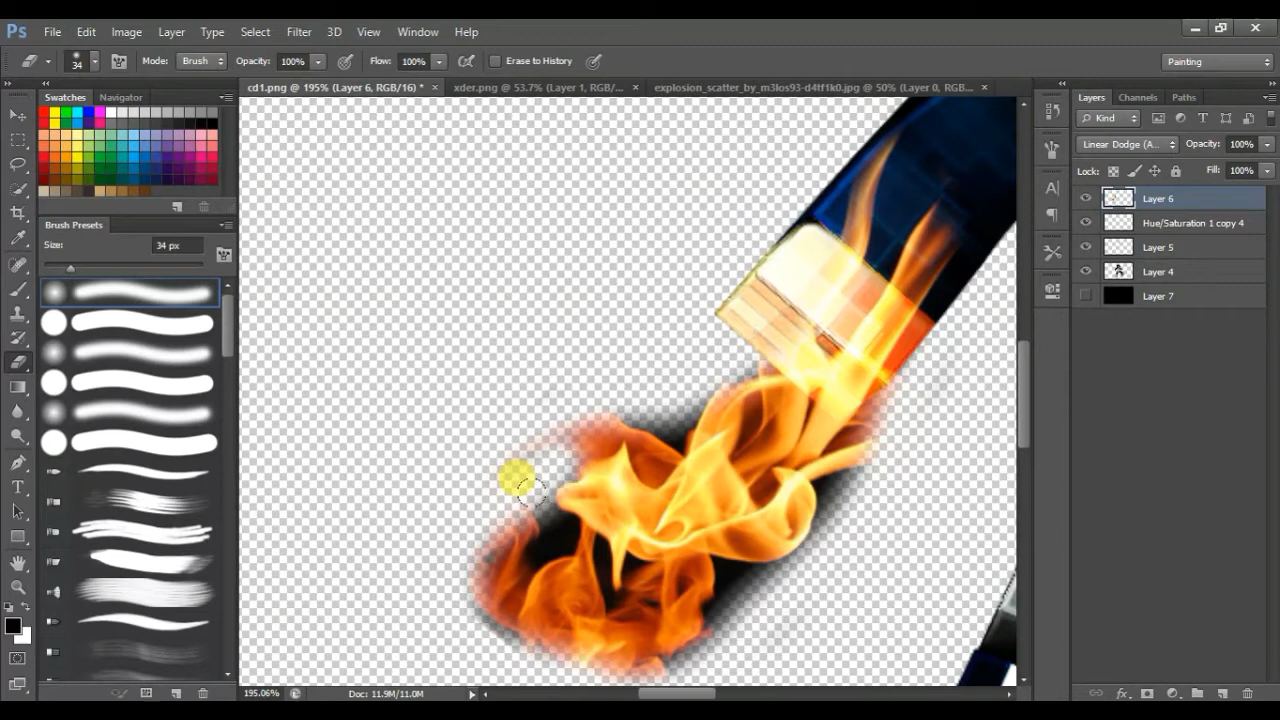 Ps File Edit Image Layer Type Select Filter 3D View Window Help
34 Mode: Brush Opacity: 100% Flow: 100% Erase to History Painting
cd1.png @ 195% (Layer 6, RGB/16) * × xder.png @ 53.7% (Layer 1, RGB/... × explosion_scatter_by_m3los93-d4tf1k0.jpg @ 50% (Layer 0, RGB... ×
Swatches Navigator
Brush Presets
Size: 34 px
Layers Channels Paths
Kind
Linear Dodge (A... Opacity: 100%
Lock: Fill: 100%
Layer 6
Hue/Saturation 1 copy 4
Layer 5
Layer 4
Layer 7
195.06% Doc: 11.9M/11.0M